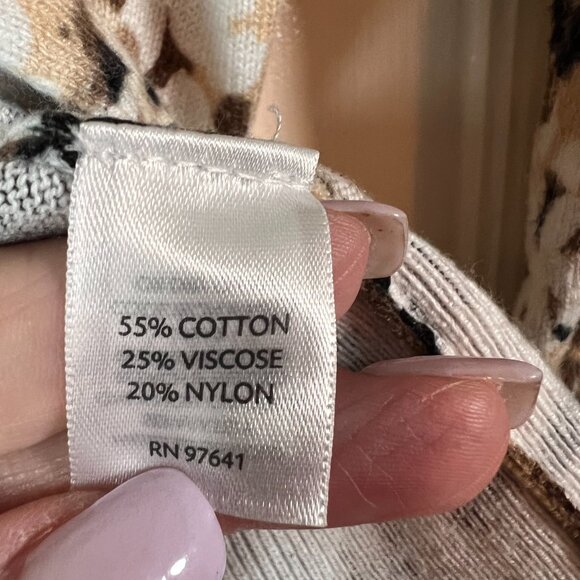 55% COTTON
25% VISCOSE
20% NYLON
RN 97641